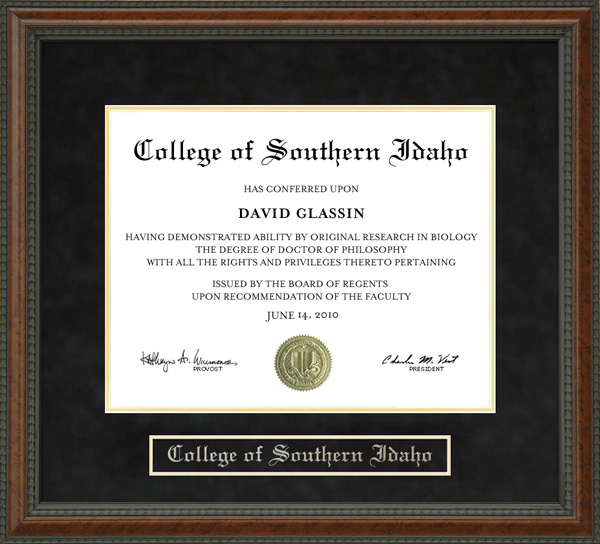 College of Southern Idaho
HAS CONFERRED UPON
DAVID GLASSIN
HAVING DEMONSTRATED ABILITY BY ORIGINAL RESEARCH IN BIOLOGY
THE DEGREE OF DOCTOR OF PHILOSOPHY
WITH ALL THE RIGHTS AND PRIVILEGES THERETO PERTAINING
ISSUED BY THE BOARD OF REGENTS
UPON RECOMMENDATION OF THE FACULTY
JUNE 14, 2010
PROVOST
PRESIDENT
College of Southern Idaho